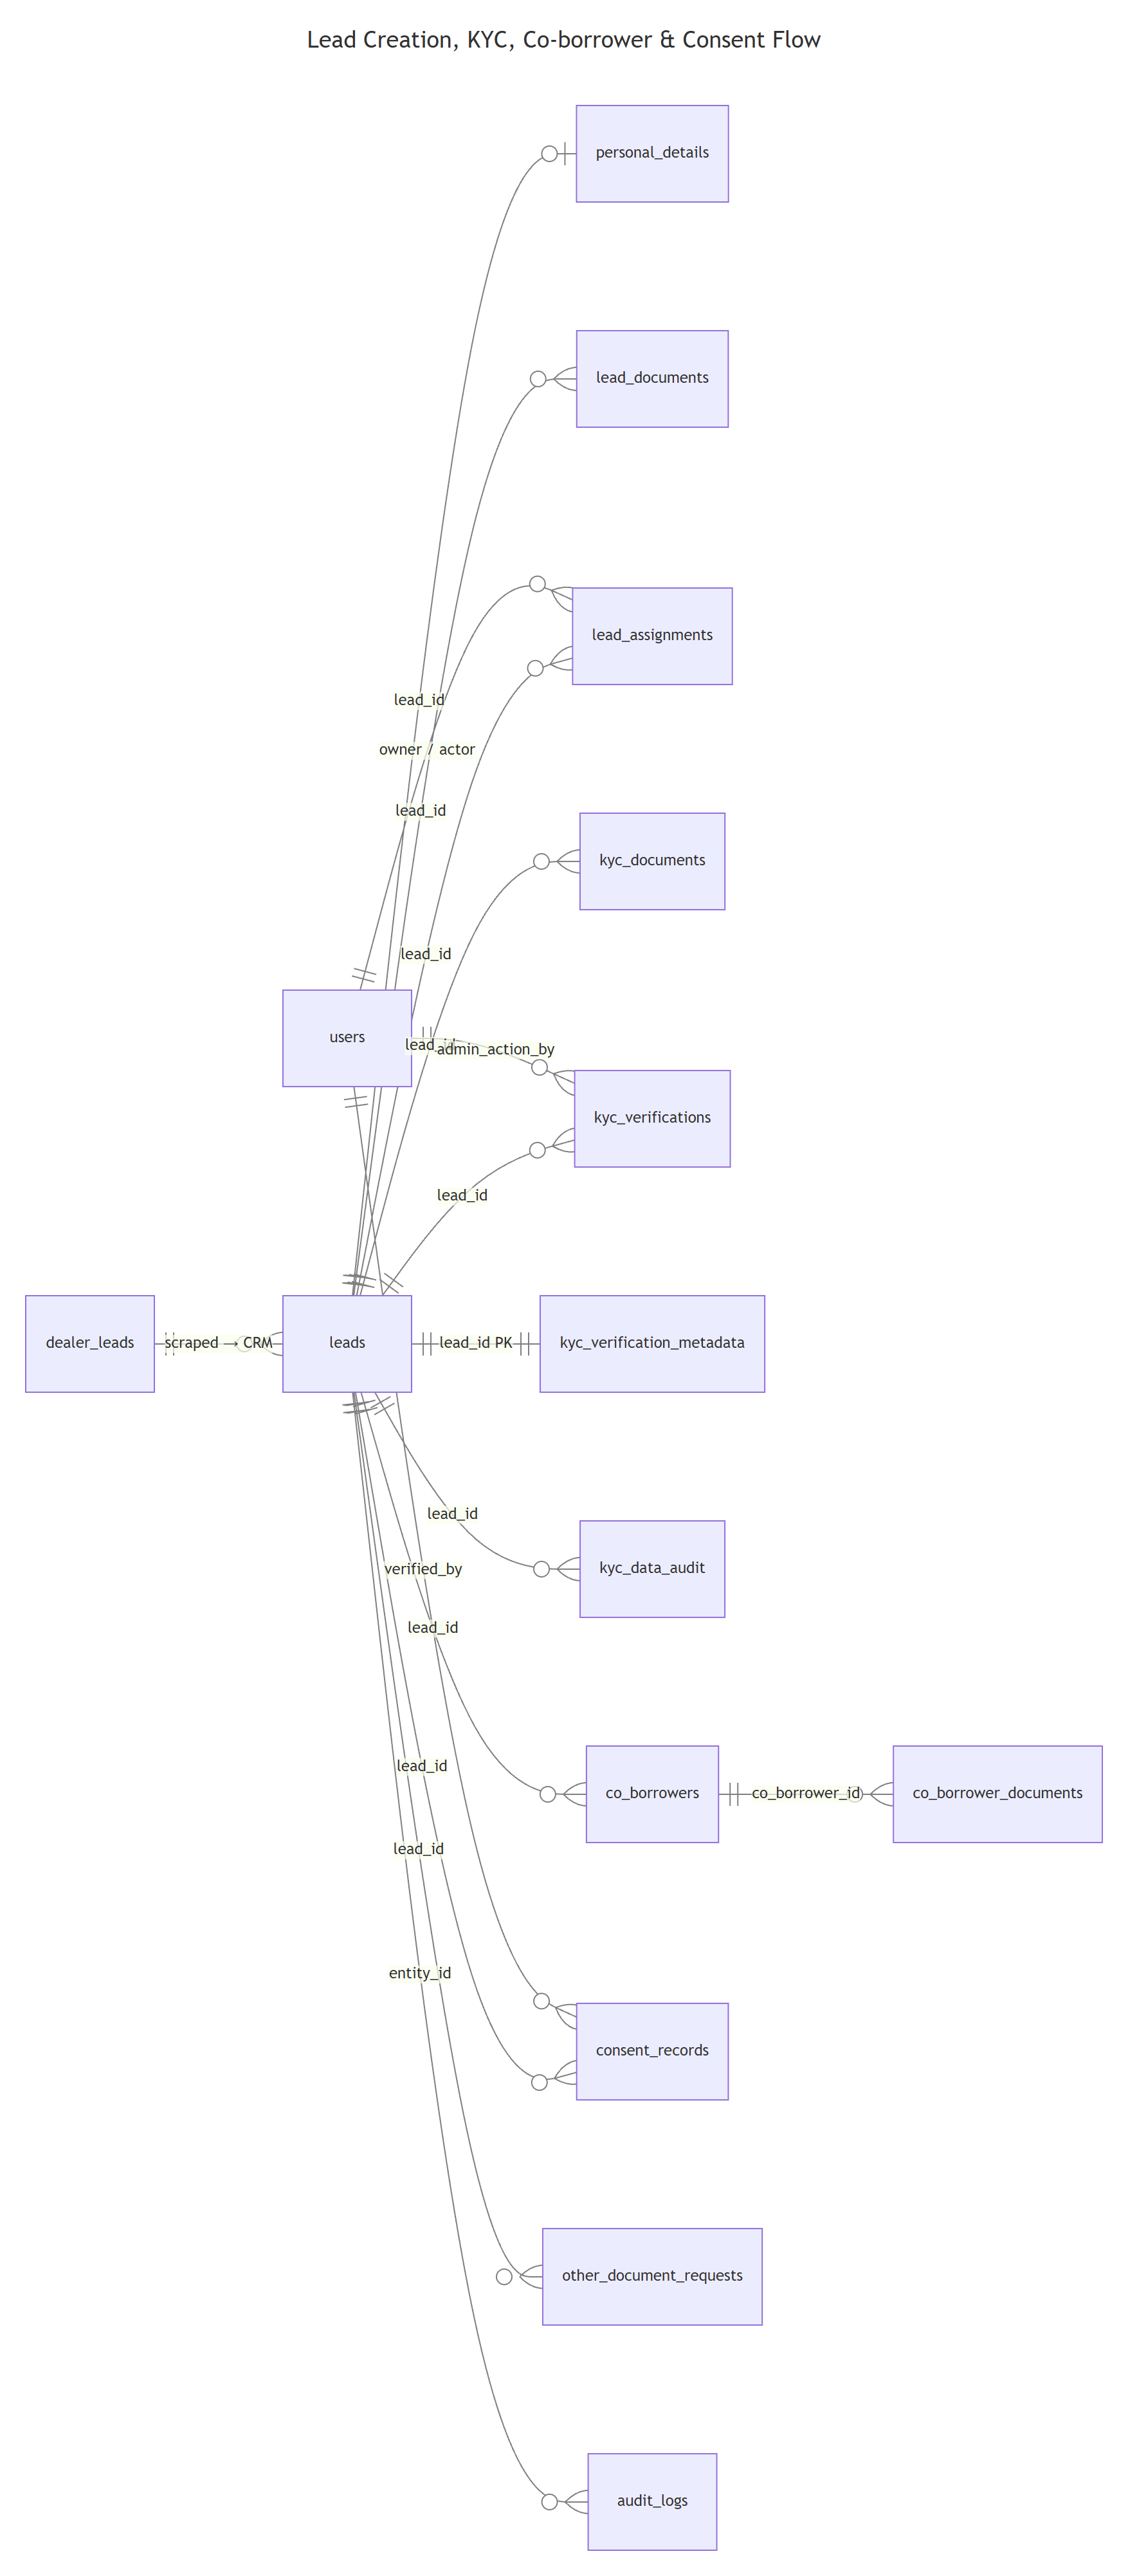 Lead Creation, KYC, Co-borrower & Consent Flow
personal_details
lead_documents
lead_assignments
lead_id
owner / actor
lead_id
kyc_documents
lead_id
users
lead_id
admin_action_by
kyc_verifications
lead_id
dealer_leads
scraped → CRM
leads
lead_id PK
kyc_verification_metadata
lead_id
verified_by
kyc_data_audit
lead_id
lead_id
co_borrowers
co_borrower_id
co_borrower_documents
lead_id
entity_id
consent_records
other_document_requests
audit_logs